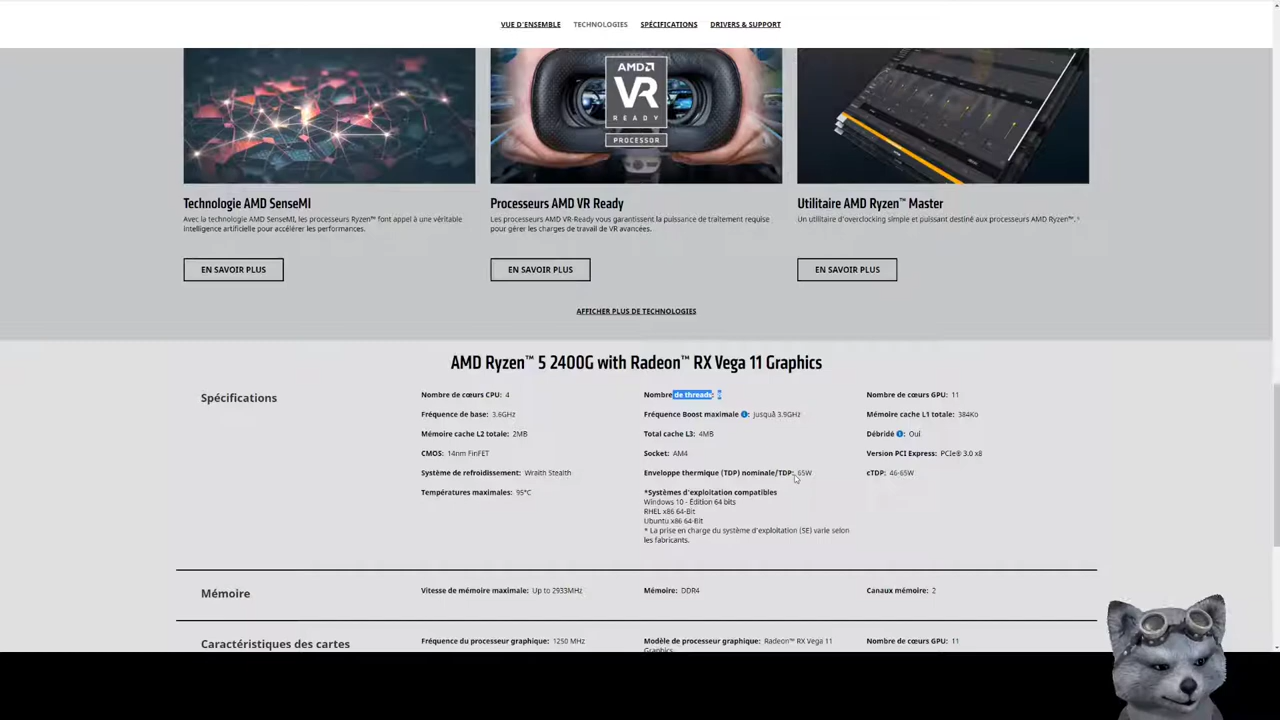 VUE D'ENSEMBLE TECHNOLOGIES SPÉCIFICATIONS DRIVERS & SUPPORT
AMD
VR
READY
PROCESSOR
Technologie AMD SenseMI
Avec la technologie AMD SenseMI, les processeurs Ryzen™ font appel à une véritable
intelligence artificielle pour accélérer les performances.
EN SAVOIR PLUS
Processeurs AMD VR Ready
Les processeurs AMD VR-Ready vous garantissent la puissance de traitement requise
pour gérer les charges de travail de VR avancées.
EN SAVOIR PLUS
Utilitaire AMD Ryzen™ Master
Un utilitaire d'overclocking simple et puissant destiné aux processeurs AMD Ryzen™.
EN SAVOIR PLUS
AFFICHER PLUS DE TECHNOLOGIES
AMD Ryzen™ 5 2400G with Radeon™ RX Vega 11 Graphics
Spécifications
Nombre de cœurs CPU: 4
Nombre de threads: 8
Nombre de cœurs GPU: 11
Fréquence de base: 3.6GHz
Fréquence Boost maximale : jusquà 3.9GHz
Mémoire cache L1 totale: 384Ko
Mémoire cache L2 totale: 2MB
Total cache L3: 4MB
Débridé : Oui
CMOS: 14nm FinFET
Socket: AM4
Version PCI Express: PCIe® 3.0 x8
Système de refroidissement: Wraith Stealth
Enveloppe thermique (TDP) nominale/TDP: 65W
cTDP: 46-65W
Températures maximales: 95°C
*Systèmes d'exploitation compatibles
Windows 10 - Édition 64 bits
RHEL x86 64-Bit
Ubuntu x86 64-Bit
* La prise en charge du système d'exploitation (SE) varie selon
les fabricants.
Mémoire
Vitesse de mémoire maximale: Up to 2933MHz
Mémoire: DDR4
Canaux mémoire: 2
Caractéristiques des cartes
Fréquence du processeur graphique: 1250 MHz
Modèle de processeur graphique: Radeon™ RX Vega 11
Graphics
Nombre de cœurs GPU: 11